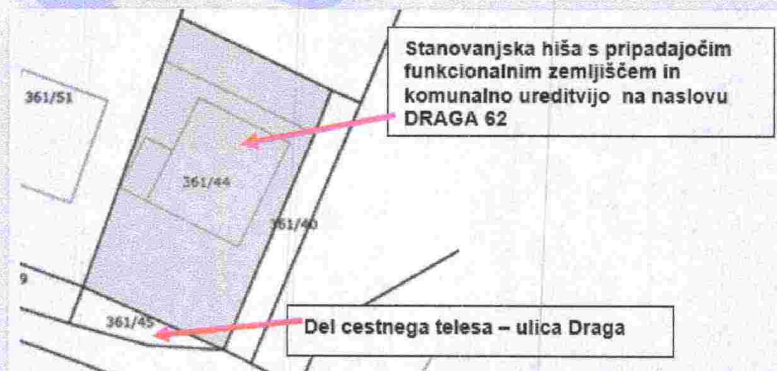 Stanovanjska hiša s pripadajočim
funkcionalnim zemljiščem in
komunalno ureditvijo na naslovu
DRAGA 62
361/51
361/44
361/40
9
361/45
Del cestnega telesa – ulica Draga